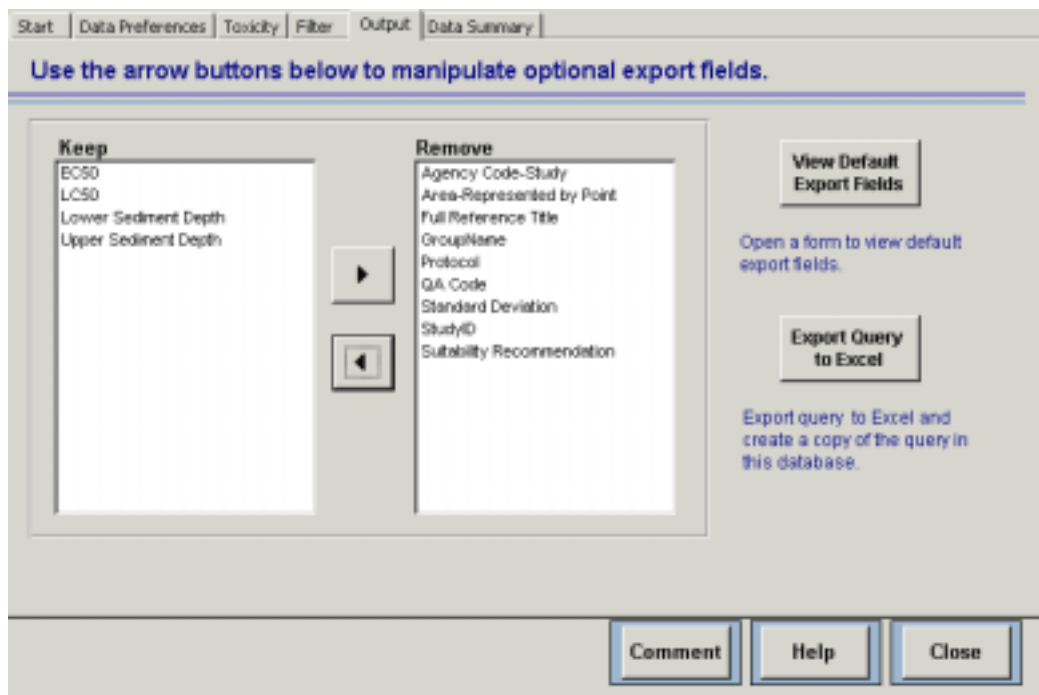 Start Data Preferences Toxicity Filter Output Data Summary
Use the arrow buttons below to manipulate optional export fields.
Keep
EC50
LC50
Lower Sediment Depth
Upper Sediment Depth
Remove
Agency Code-Study
Area-Represented by Point
Full Reference Title
GroupName
Protocol
QA Code
Standard Deviation
StudyID
Suitability Recommendation
View Default
Export Fields
Open a form to view default
export fields.
Export Query
to Excel
Export query to Excel and
create a copy of the query in
this database.
Comment Help Close